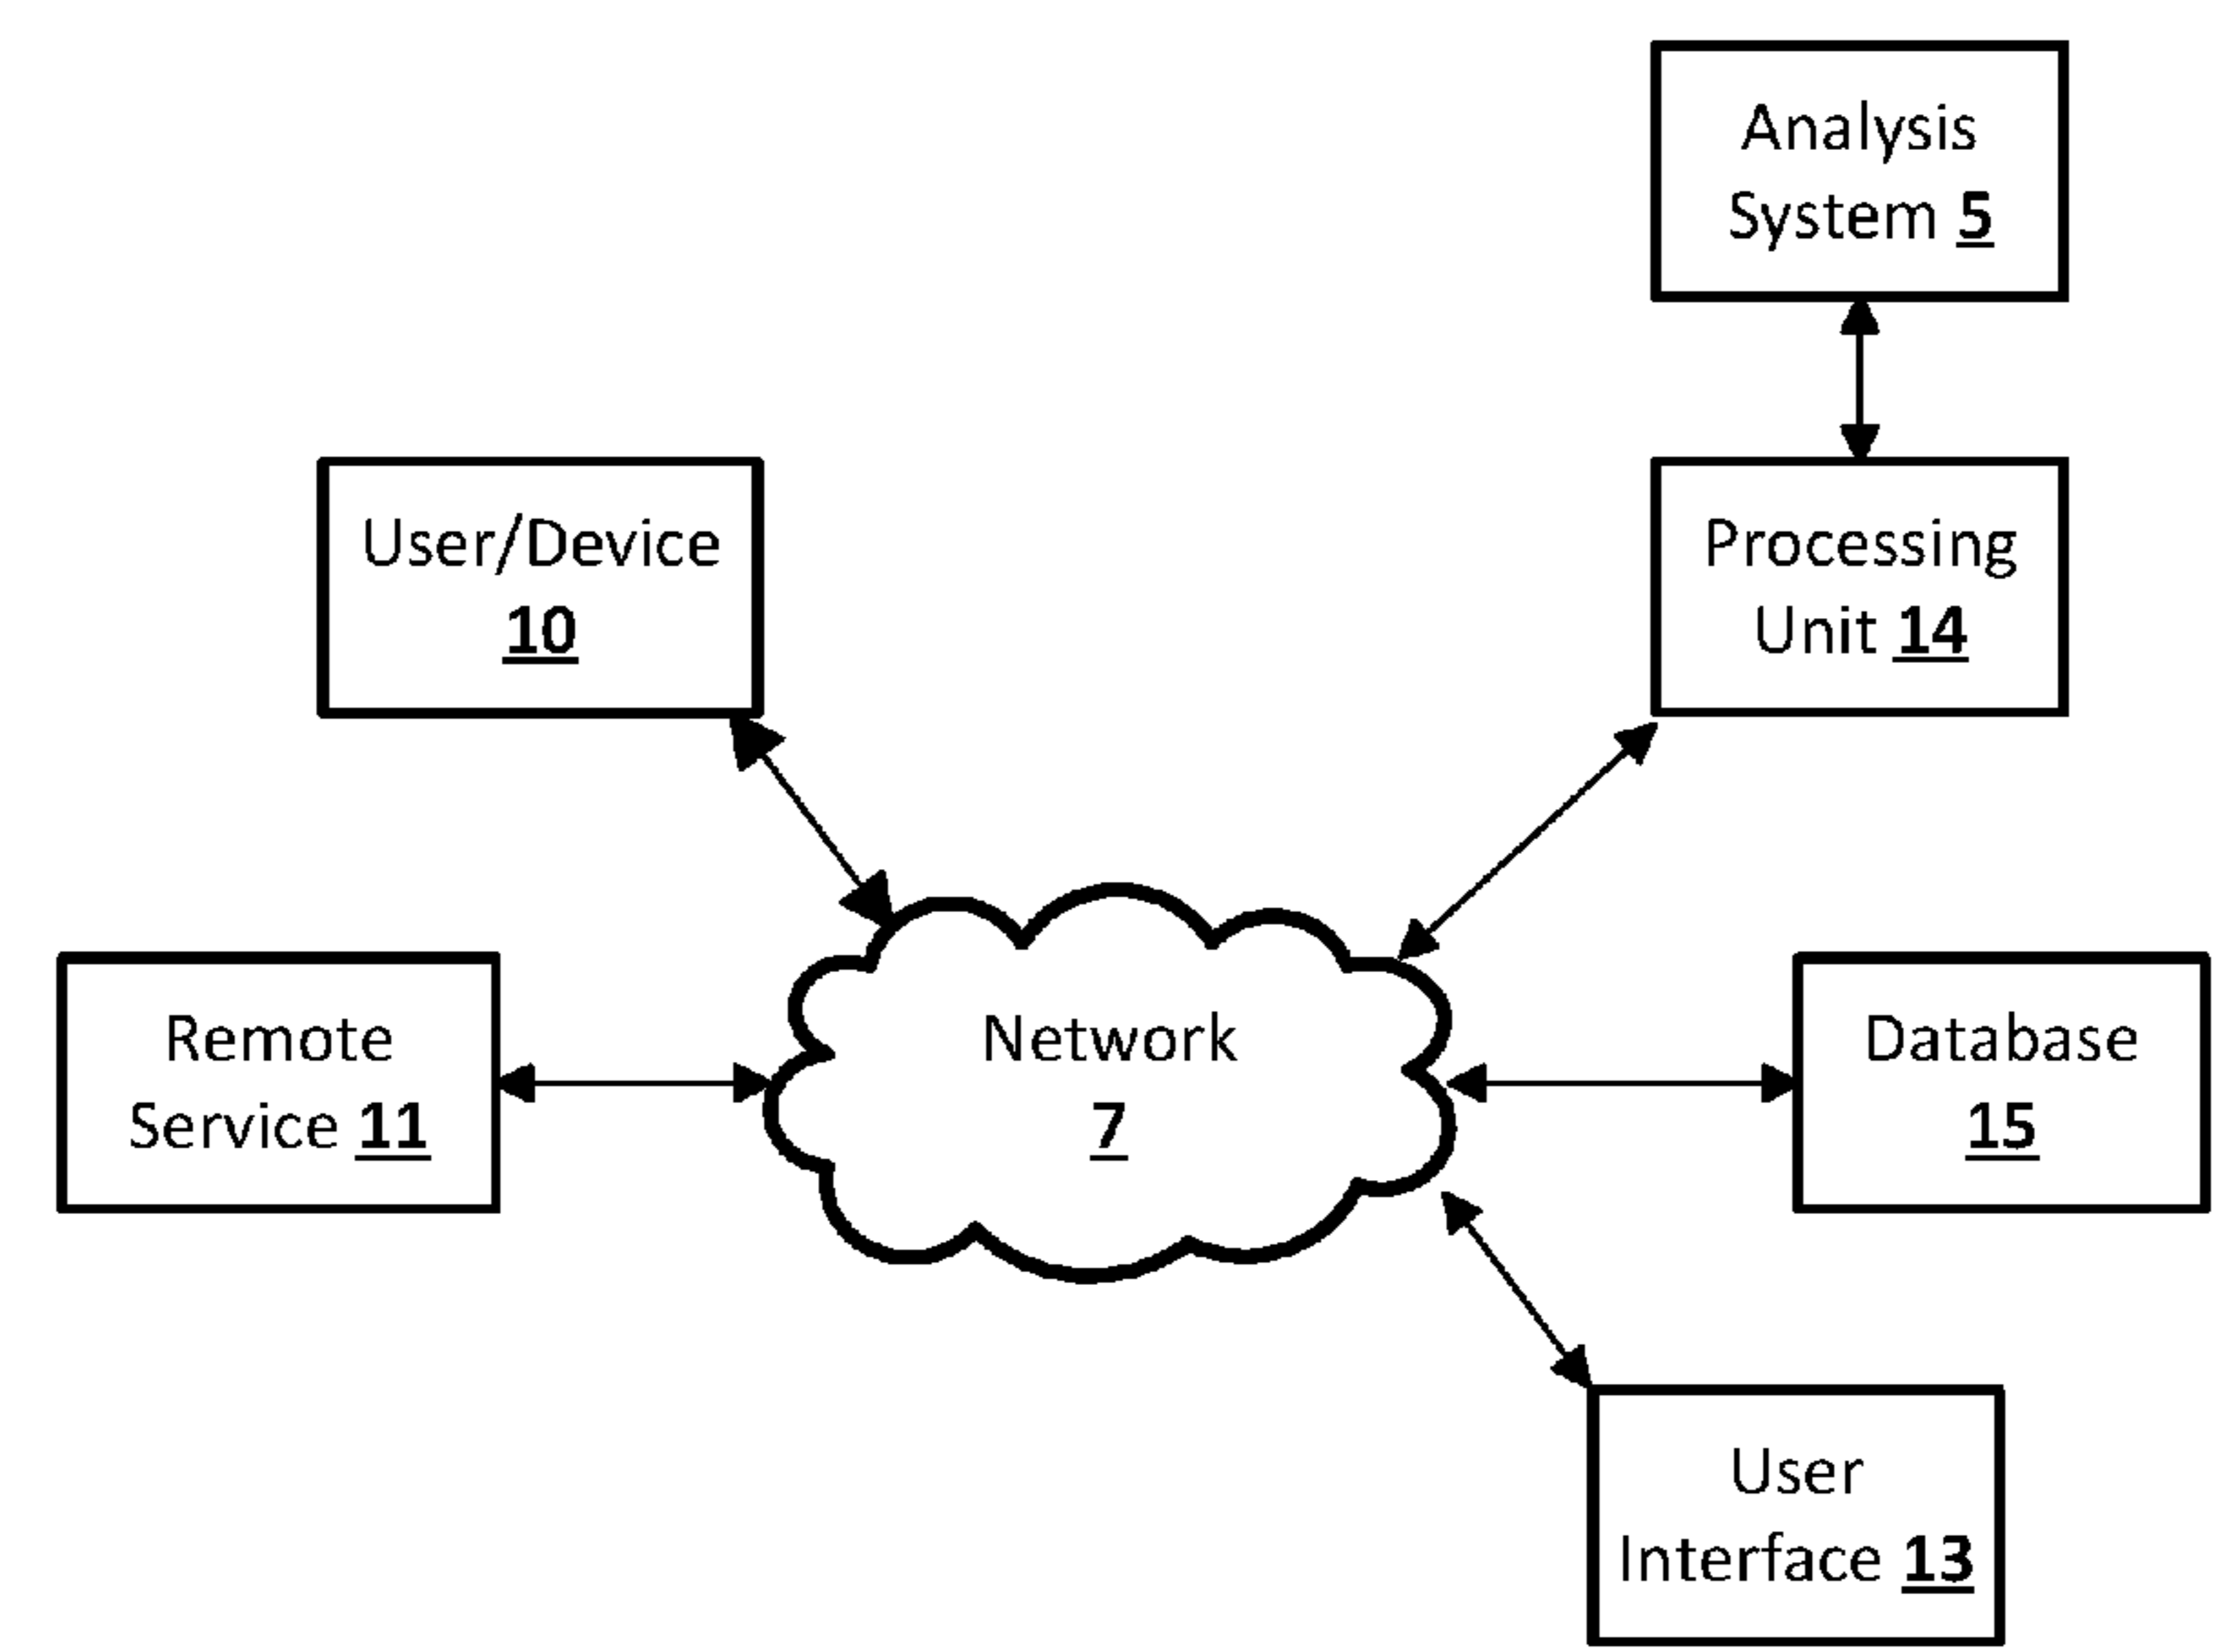 Analysis
System 5
User/Device
10
Processing
Unit 14
Remote
Service 11
Network
7
Database
15
User
Interface 13